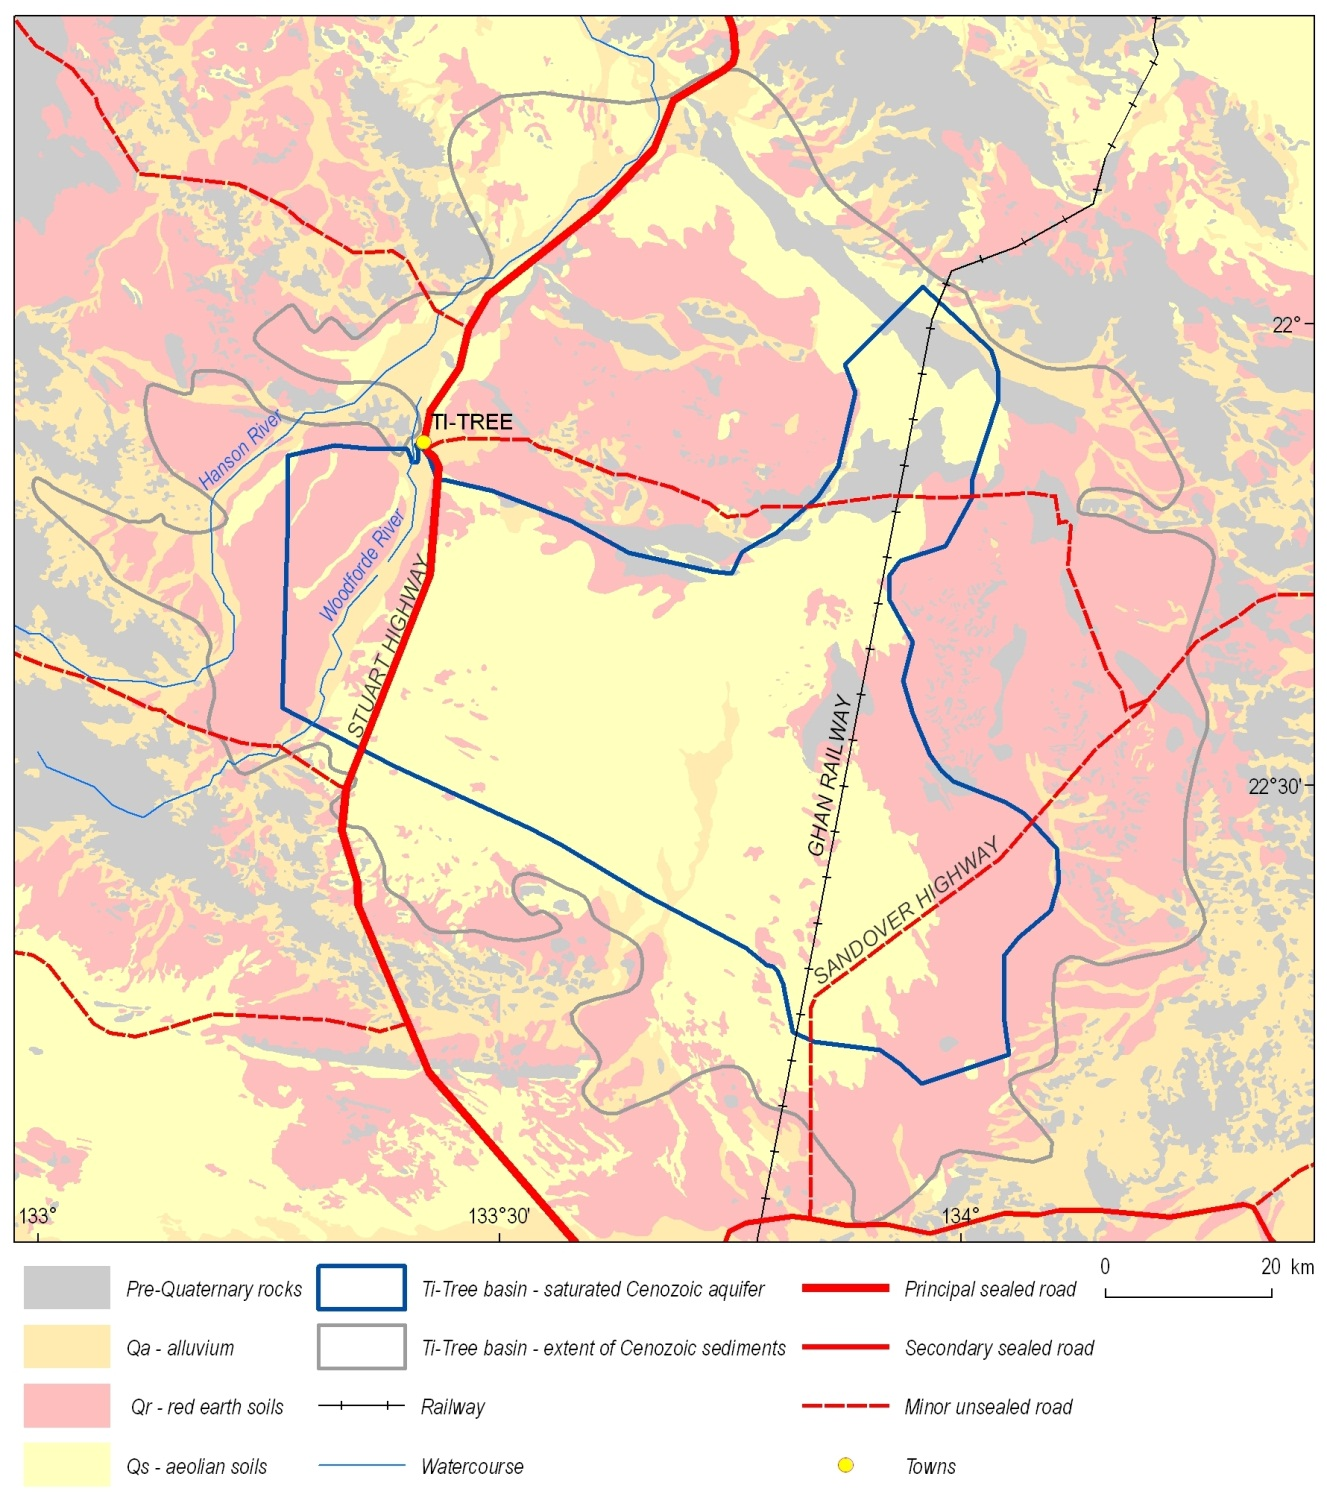 22°
TI-TREE
Hanson River
Woodforde River
STUART HIGHWAY
GHAN RAILWAY
22°30'
SANDOVER HIGHWAY
133°
133°30'
134°
0 20 km
Pre-Quaternary rocks
Ti-Tree basin - saturated Cenozoic aquifer
Principal sealed road
Qa - alluvium
Ti-Tree basin - extent of Cenozoic sediments
Secondary sealed road
Qr - red earth soils
Railway
Minor unsealed road
Qs - aeolian soils
Watercourse
Towns